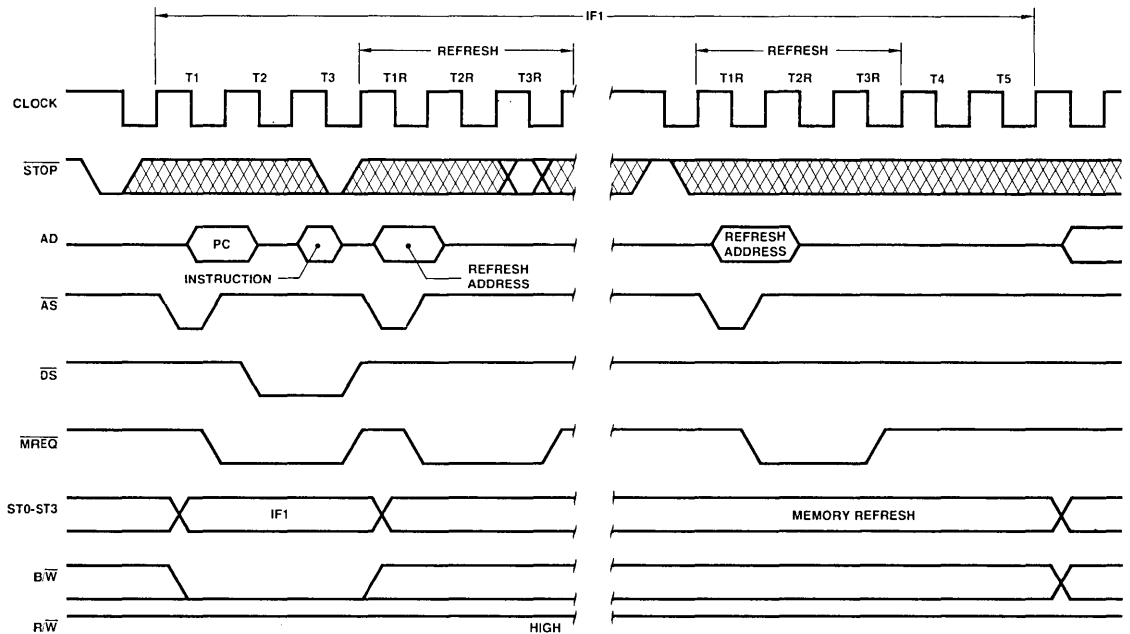 IF1
REFRESH
REFRESH
T1 T2 T3 T1R T2R T3R T1R T2R T3R T4 T5
CLOCK
STOP
AD
PC
INSTRUCTION
REFRESH
ADDRESS
REFRESH
ADDRESS
AS
DS
MREQ
ST0-ST3
IF1
MEMORY REFRESH
B/W
R/W
HIGH